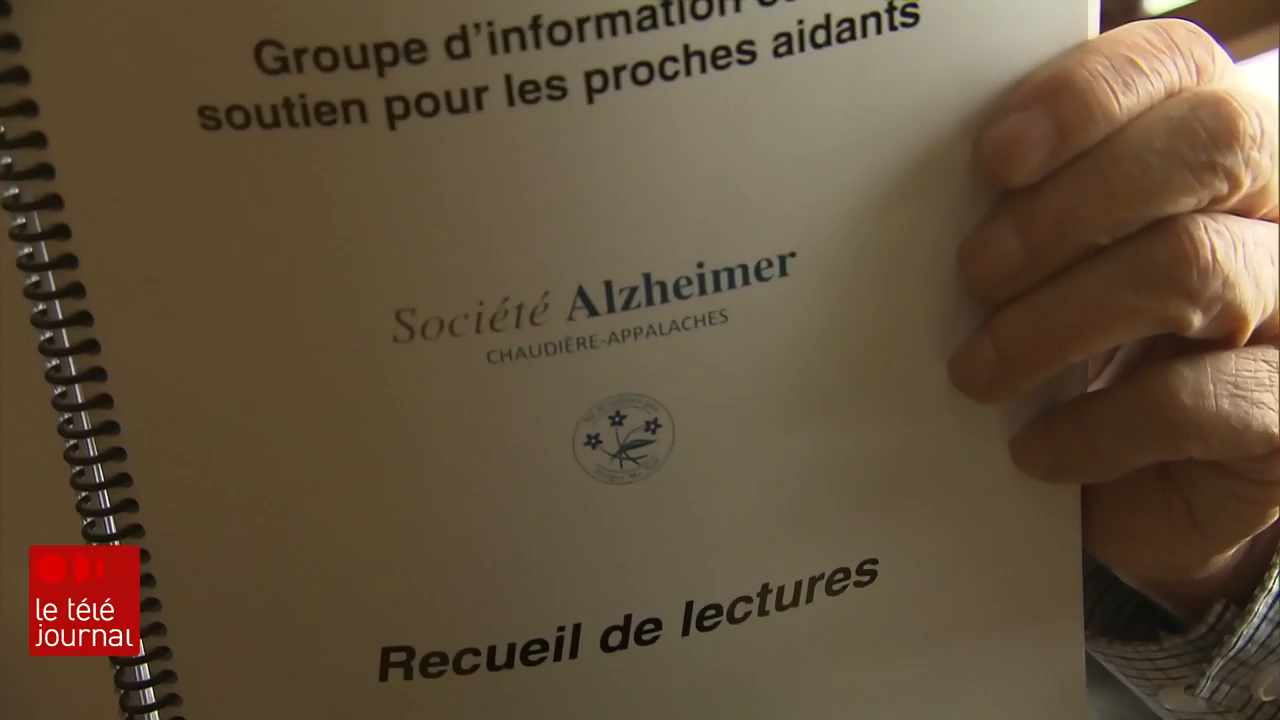 Groupe d'information
soutien pour les proches aidants
Société Alzheimer
CHAUDIÈRE-APPALACHES
Recueil de lectures
le télé
journal